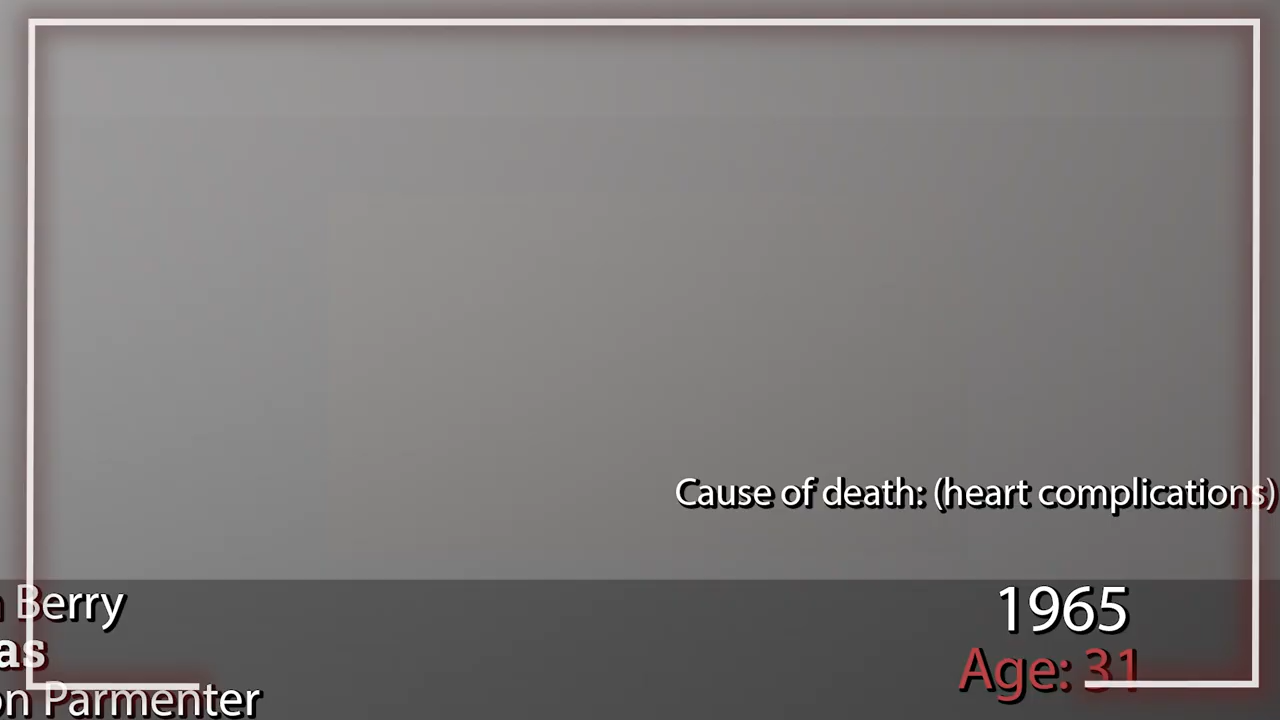 Cause of death: (heart complications)
Berry
1965
as
Age: 31
on Parmenter